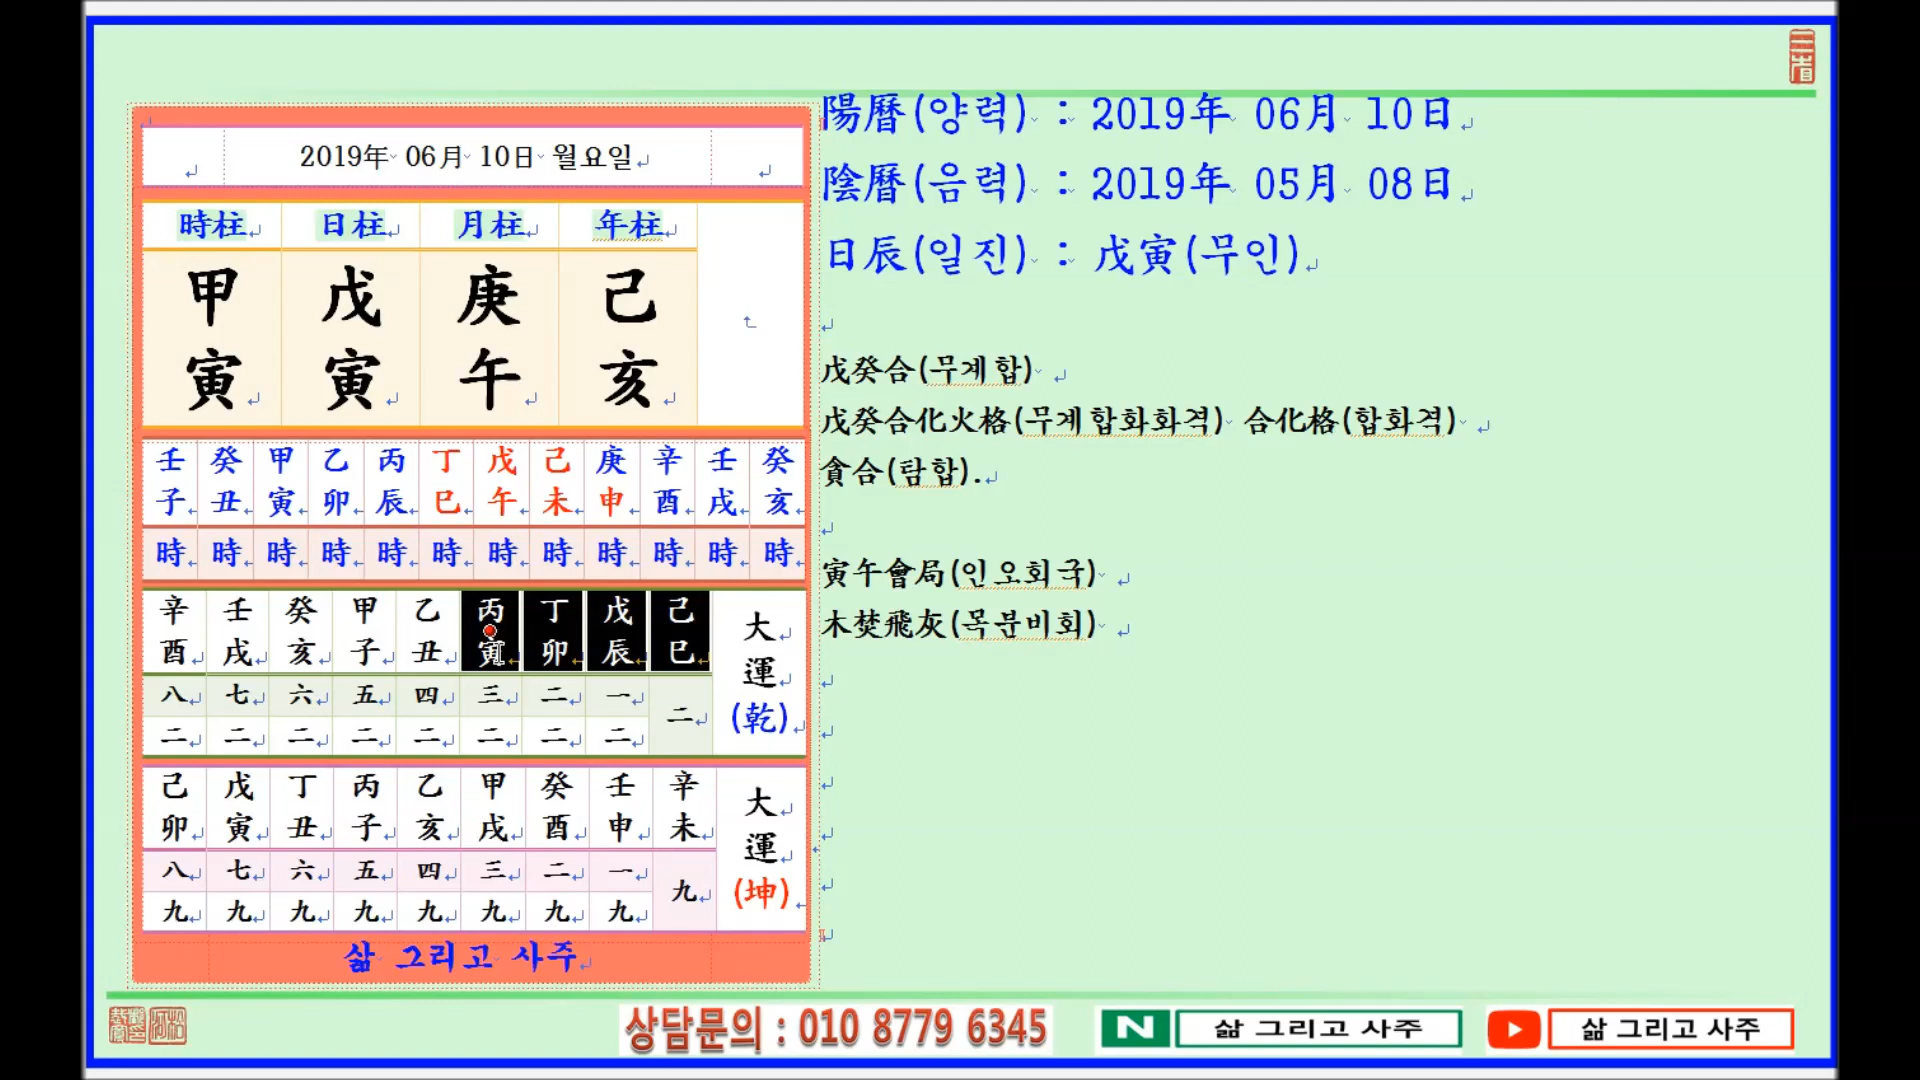 陽曆(양력) : 2019年 06月 10日
陰曆(음력) : 2019年 05月 08日
日辰(일진) : 戊寅(무인)
戊癸合(무계합)
戊癸合化火格(무계합화화격) 合化格(합화격)
貪合(탐합).
寅午會局(인오회국)
木焚飛灰(목분비회)
2019年 06月 10日 월요일
時柱 日柱 月柱 年柱
甲 戊 庚 己
寅 寅 午 亥
壬 癸 甲 乙 丙 丁 戊 己 庚 辛 壬 癸
子 丑 寅 卯 辰 巳 午 未 申 酉 戌 亥
時 時 時 時 時 時 時 時 時 時 時 時
辛 壬 癸 甲 乙 丙 丁 戊 己
酉 戌 亥 子 丑 寅 卯 辰 巳
八 七 六 五 四 三 二 一 二
二 二 二 二 二 二 二 二
大
運
(乾)
己 戊 丁 丙 乙 甲 癸 壬 辛
卯 寅 丑 子 亥 戌 酉 申 未
八 七 六 五 四 三 二 一 九
九 九 九 九 九 九 九 九
大
運
(坤)
삶 그리고 사주
상담문의 : 010 8779 6345
N 삶 그리고 사주
삶 그리고 사주